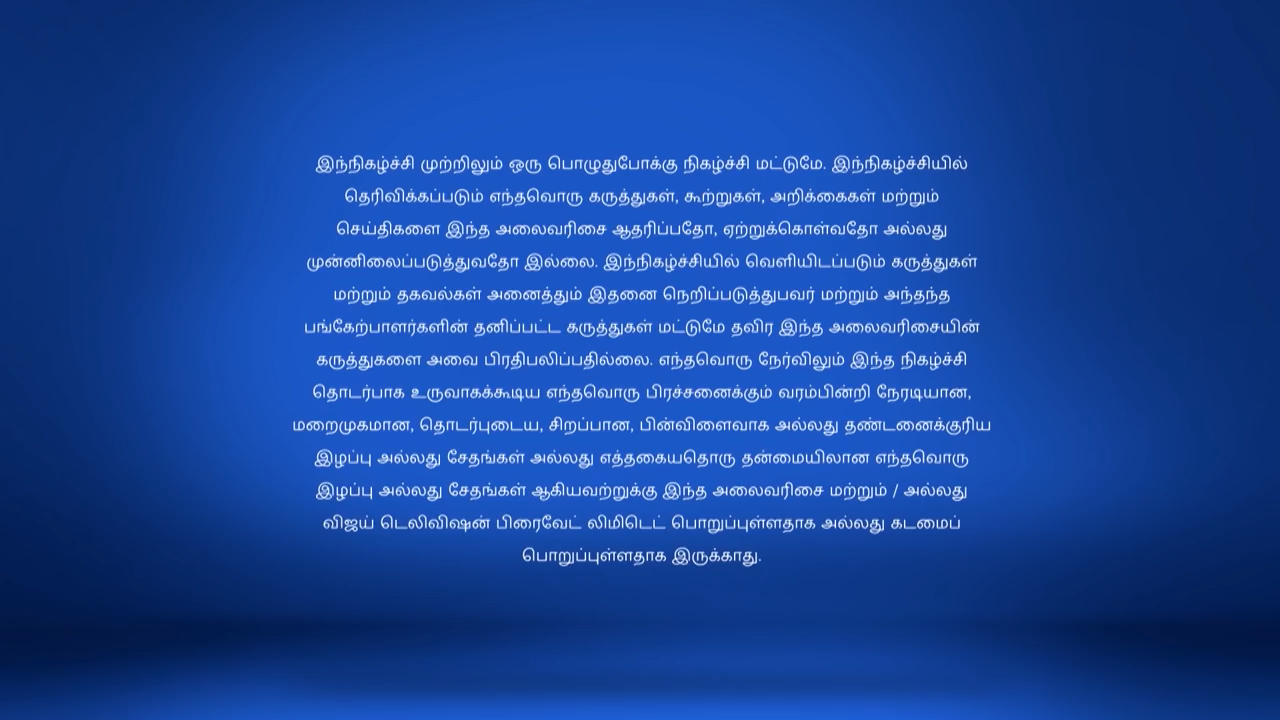 இந்நிகழ்ச்சி முற்றிலும் ஒரு பொழுதுபோக்கு நிகழ்ச்சி மட்டுமே. இந்நிகழ்ச்சியில்
தெரிவிக்கப்படும் எந்தவொரு கருத்துகள், கூற்றுகள், அறிக்கைகள் மற்றும்
செய்திகளை இந்த அலைவரிசை ஆதரிப்பதோ, ஏற்றுக்கொள்வதோ அல்லது
முன்னிலைப்படுத்துவதோ இல்லை. இந்நிகழ்ச்சியில் வெளியிடப்படும் கருத்துகள்
மற்றும் தகவல்கள் அனைத்தும் இதனை நெறிப்படுத்துபவர் மற்றும் அந்தந்த
பங்கேற்பாளர்களின் தனிப்பட்ட கருத்துகள் மட்டுமே தவிர இந்த அலைவரிசையின்
கருத்துகளை அவை பிரதிபலிப்பதில்லை. எந்தவொரு நேர்விலும் இந்த நிகழ்ச்சி
தொடர்பாக உருவாகக்கூடிய எந்தவொரு பிரச்சனைக்கும் வரம்பின்றி நேரடியான,
மறைமுகமான, தொடர்புடைய, சிறப்பான, பின்விளைவாக அல்லது தண்டனைக்குரிய
இழப்பு அல்லது சேதங்கள் அல்லது எத்தகையதொரு தன்மையிலான எந்தவொரு
இழப்பு அல்லது சேதங்கள் ஆகியவற்றுக்கு இந்த அலைவரிசை மற்றும் / அல்லது
விஜய் டெலிவிஷன் பிரைவேட் லிமிடெட் பொறுப்புள்ளதாக அல்லது கடமைப்
பொறுப்புள்ளதாக இருக்காது.